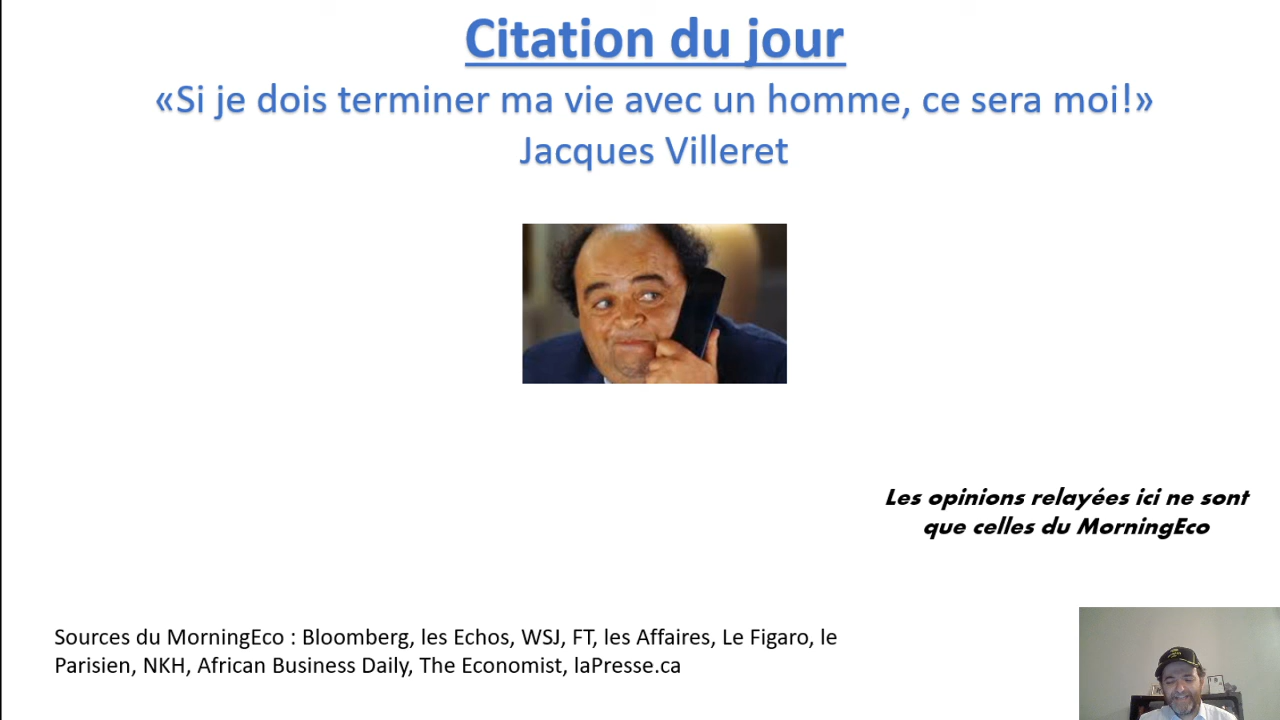 Citation du jour
«Si je dois terminer ma vie avec un homme, ce sera moi!»
Jacques Villeret
Les opinions relayées ici ne sont
que celles du MorningEco
Sources du MorningEco : Bloomberg, les Echos, WSJ, FT, les Affaires, Le Figaro, le
Parisien, NKH, African Business Daily, The Economist, laPresse.ca